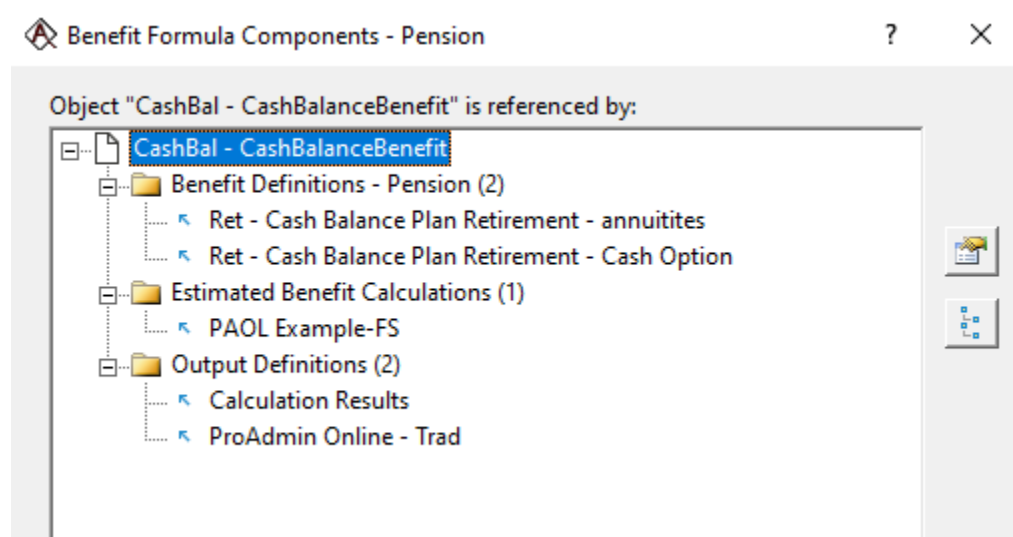 Benefit Formula Components - Pension ?
Object "CashBal - CashBalanceBenefit" is referenced by:
CashBal - CashBalanceBenefit
Benefit Definitions - Pension (2)
Ret - Cash Balance Plan Retirement - annuitites
Ret - Cash Balance Plan Retirement - Cash Option
Estimated Benefit Calculations (1)
PAOL Example-FS
Output Definitions (2)
Calculation Results
ProAdmin Online - Trad